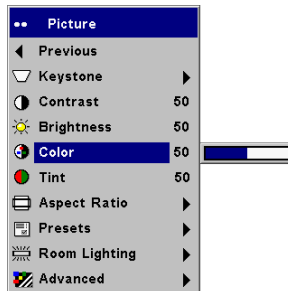 Picture
Previous
Keystone
Contrast 50
Brightness 50
Color 50
Tint 50
Aspect Ratio
Presets
Room Lighting
Advanced